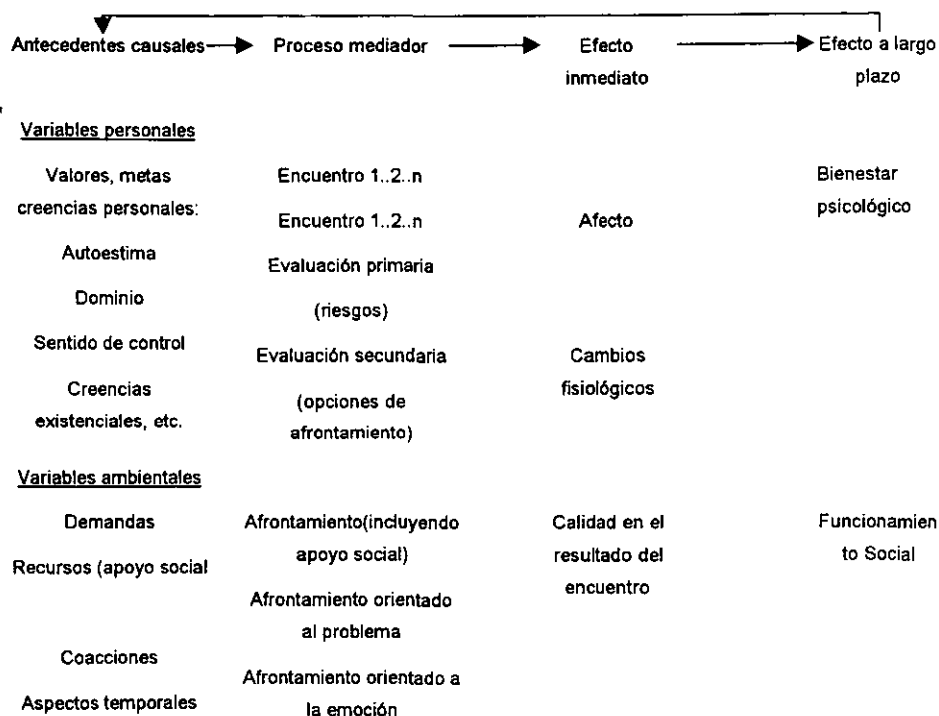 Antecedentes causales Proceso mediador Efecto inmediato Efecto a largo plazo
Variables personales
Valores, metas
creencias personales:
Autoestima
Dominio
Sentido de control
Creencias
existenciales, etc.
Encuentro 1..2..n
Encuentro 1..2..n
Evaluación primaria
(riesgos)
Evaluación secundaria
(opciones de
afrontamiento)
Afecto
Cambios
fisiológicos
Bienestar
psicológico
Variables ambientales
Demandas
Recursos (apoyo social
Coacciones
Aspectos temporales
Afrontamiento(incluyendo
apoyo social)
Afrontamiento orientado
al problema
Afrontamiento orientado a
la emoción
Calidad en el
resultado del
encuentro
Funcionamien
to Social